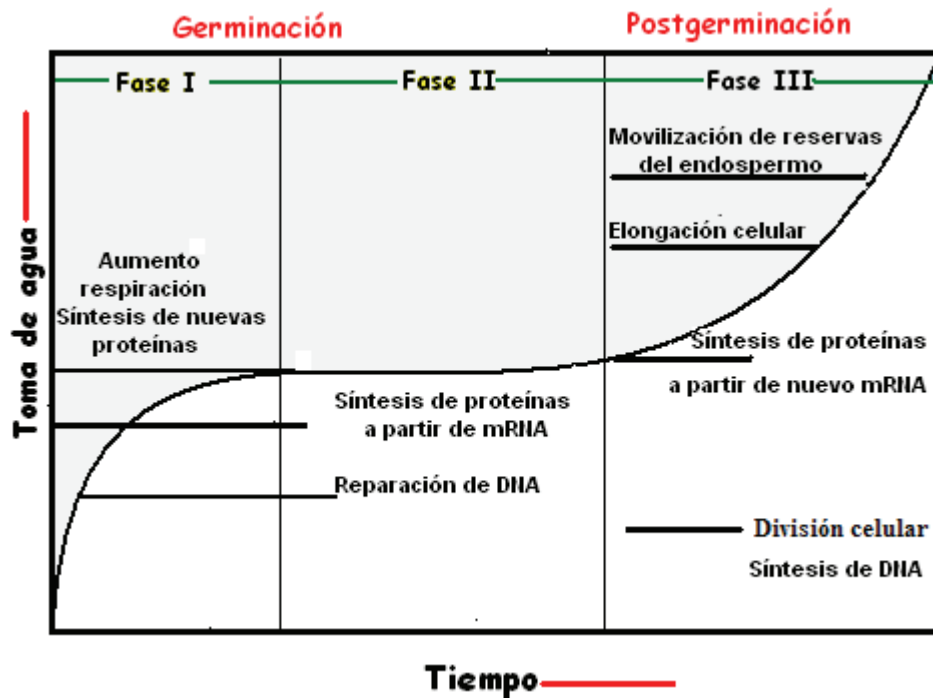 Germinación
Postgerminación
Fase I
Fase II
Fase III
Movilización de reservas
del endospermo
Elongación celular
Aumento
respiración
Síntesis de nuevas
proteínas
Síntesis de proteínas
a partir de nuevo mRNA
Síntesis de proteínas
a partir de mRNA
Reparación de DNA
División celular
Síntesis de DNA
Toma de agua
Tiempo